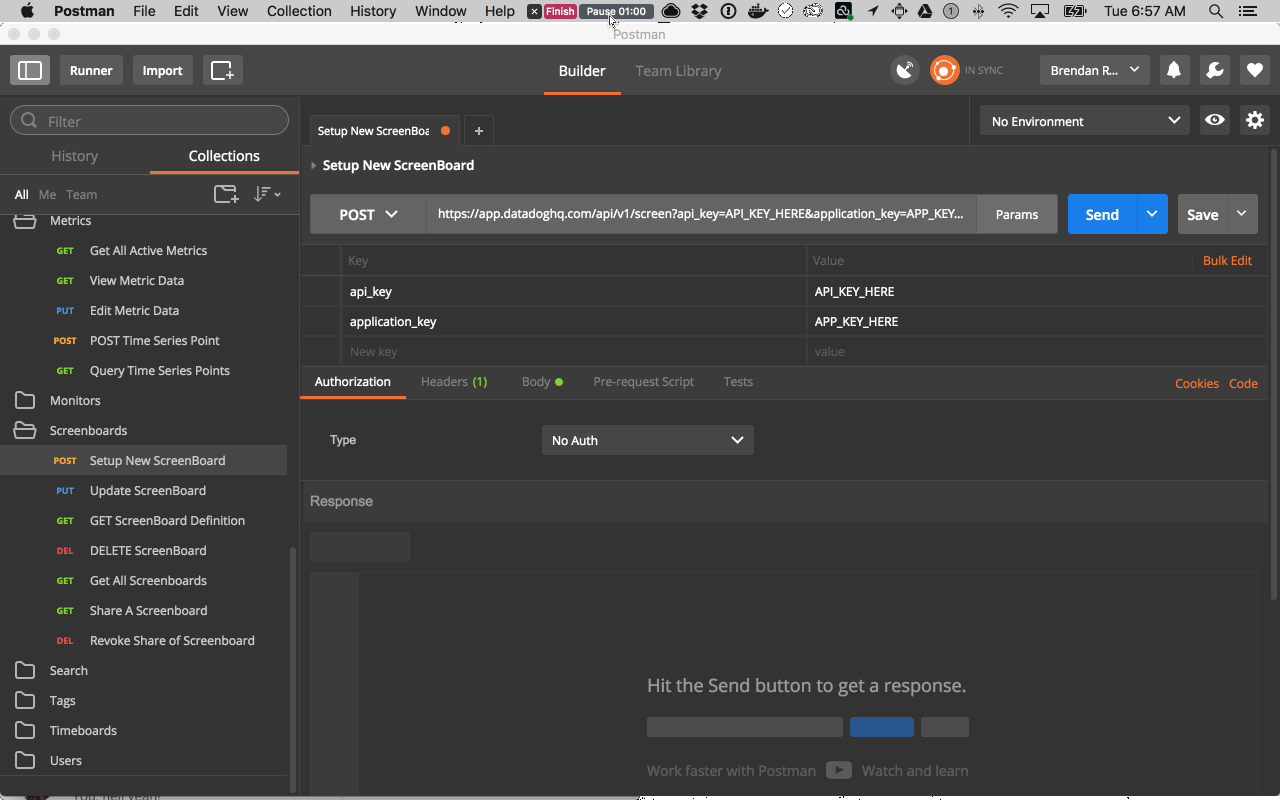 Postman File Edit View Collection History Window Help Finish Pause 01:00 Tue 6:57 AM
Postman
Runner Import Builder Team Library IN SYNC Brendan R...
Filter
Setup New ScreenBoa
No Environment
History Collections
Setup New ScreenBoard
All Me Team
POST https://app.datadoghq.com/api/v1/screen?api_key=API_KEY_HERE&application_key=APP_KEY... Params Send Save
Metrics
GET Get All Active Metrics
GET View Metric Data
PUT Edit Metric Data
POST POST Time Series Point
GET Query Time Series Points
Monitors
Screenboards
POST Setup New ScreenBoard
PUT Update ScreenBoard
GET GET ScreenBoard Definition
DEL DELETE ScreenBoard
GET Get All Screenboards
GET Share A Screenboard
DEL Revoke Share of Screenboard
Search
Tags
Timeboards
Users
Key Value Bulk Edit
api_key API_KEY_HERE
application_key APP_KEY_HERE
New key value
Authorization Headers (1) Body Pre-request Script Tests Cookies Code
Type No Auth
Response
Hit the Send button to get a response.
Work faster with Postman Watch and learn